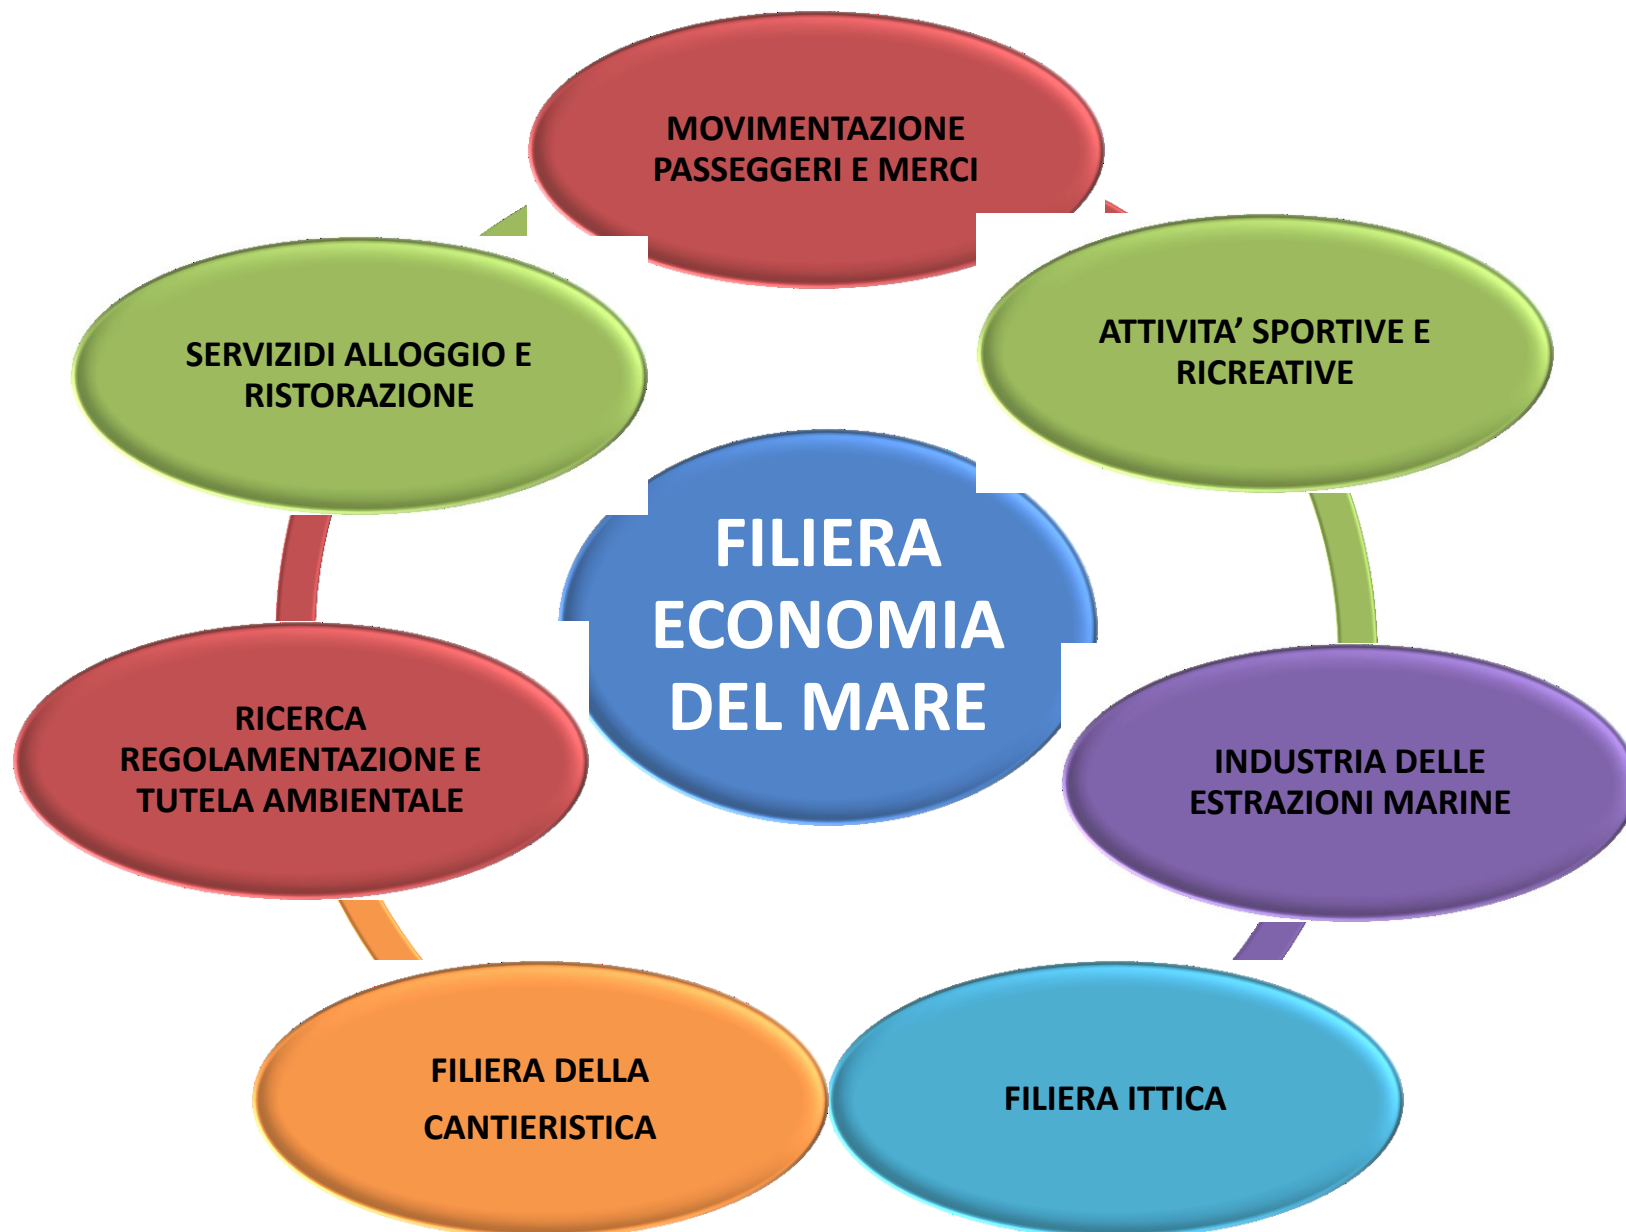 MOVIMENTAZIONE
PASSEGGERI E MERCI
ATTIVITA’ SPORTIVE E
RICREATIVE
SERVIZIDI ALLOGGIO E
RISTORAZIONE
FILIERA
ECONOMIA
DEL MARE
RICERCA
REGOLAMENTAZIONE E
TUTELA AMBIENTALE
INDUSTRIA DELLE
ESTRAZIONI MARINE
FILIERA DELLA
CANTIERISTICA
FILIERA ITTICA